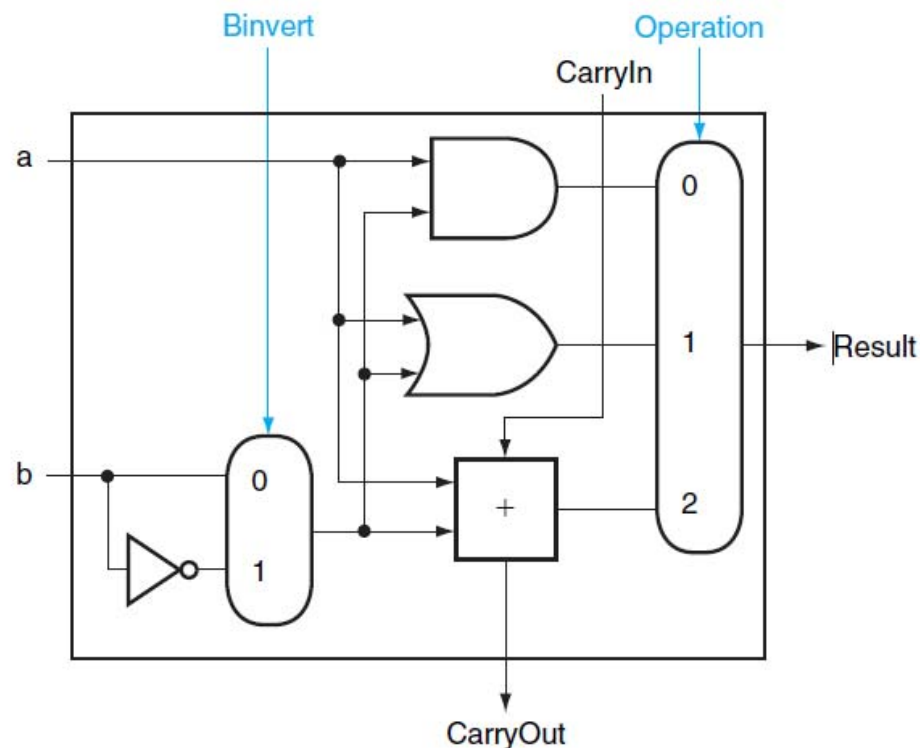 Binvert
Operation
CarryIn
a
0
1
Result
b
0
+
2
1
CarryOut